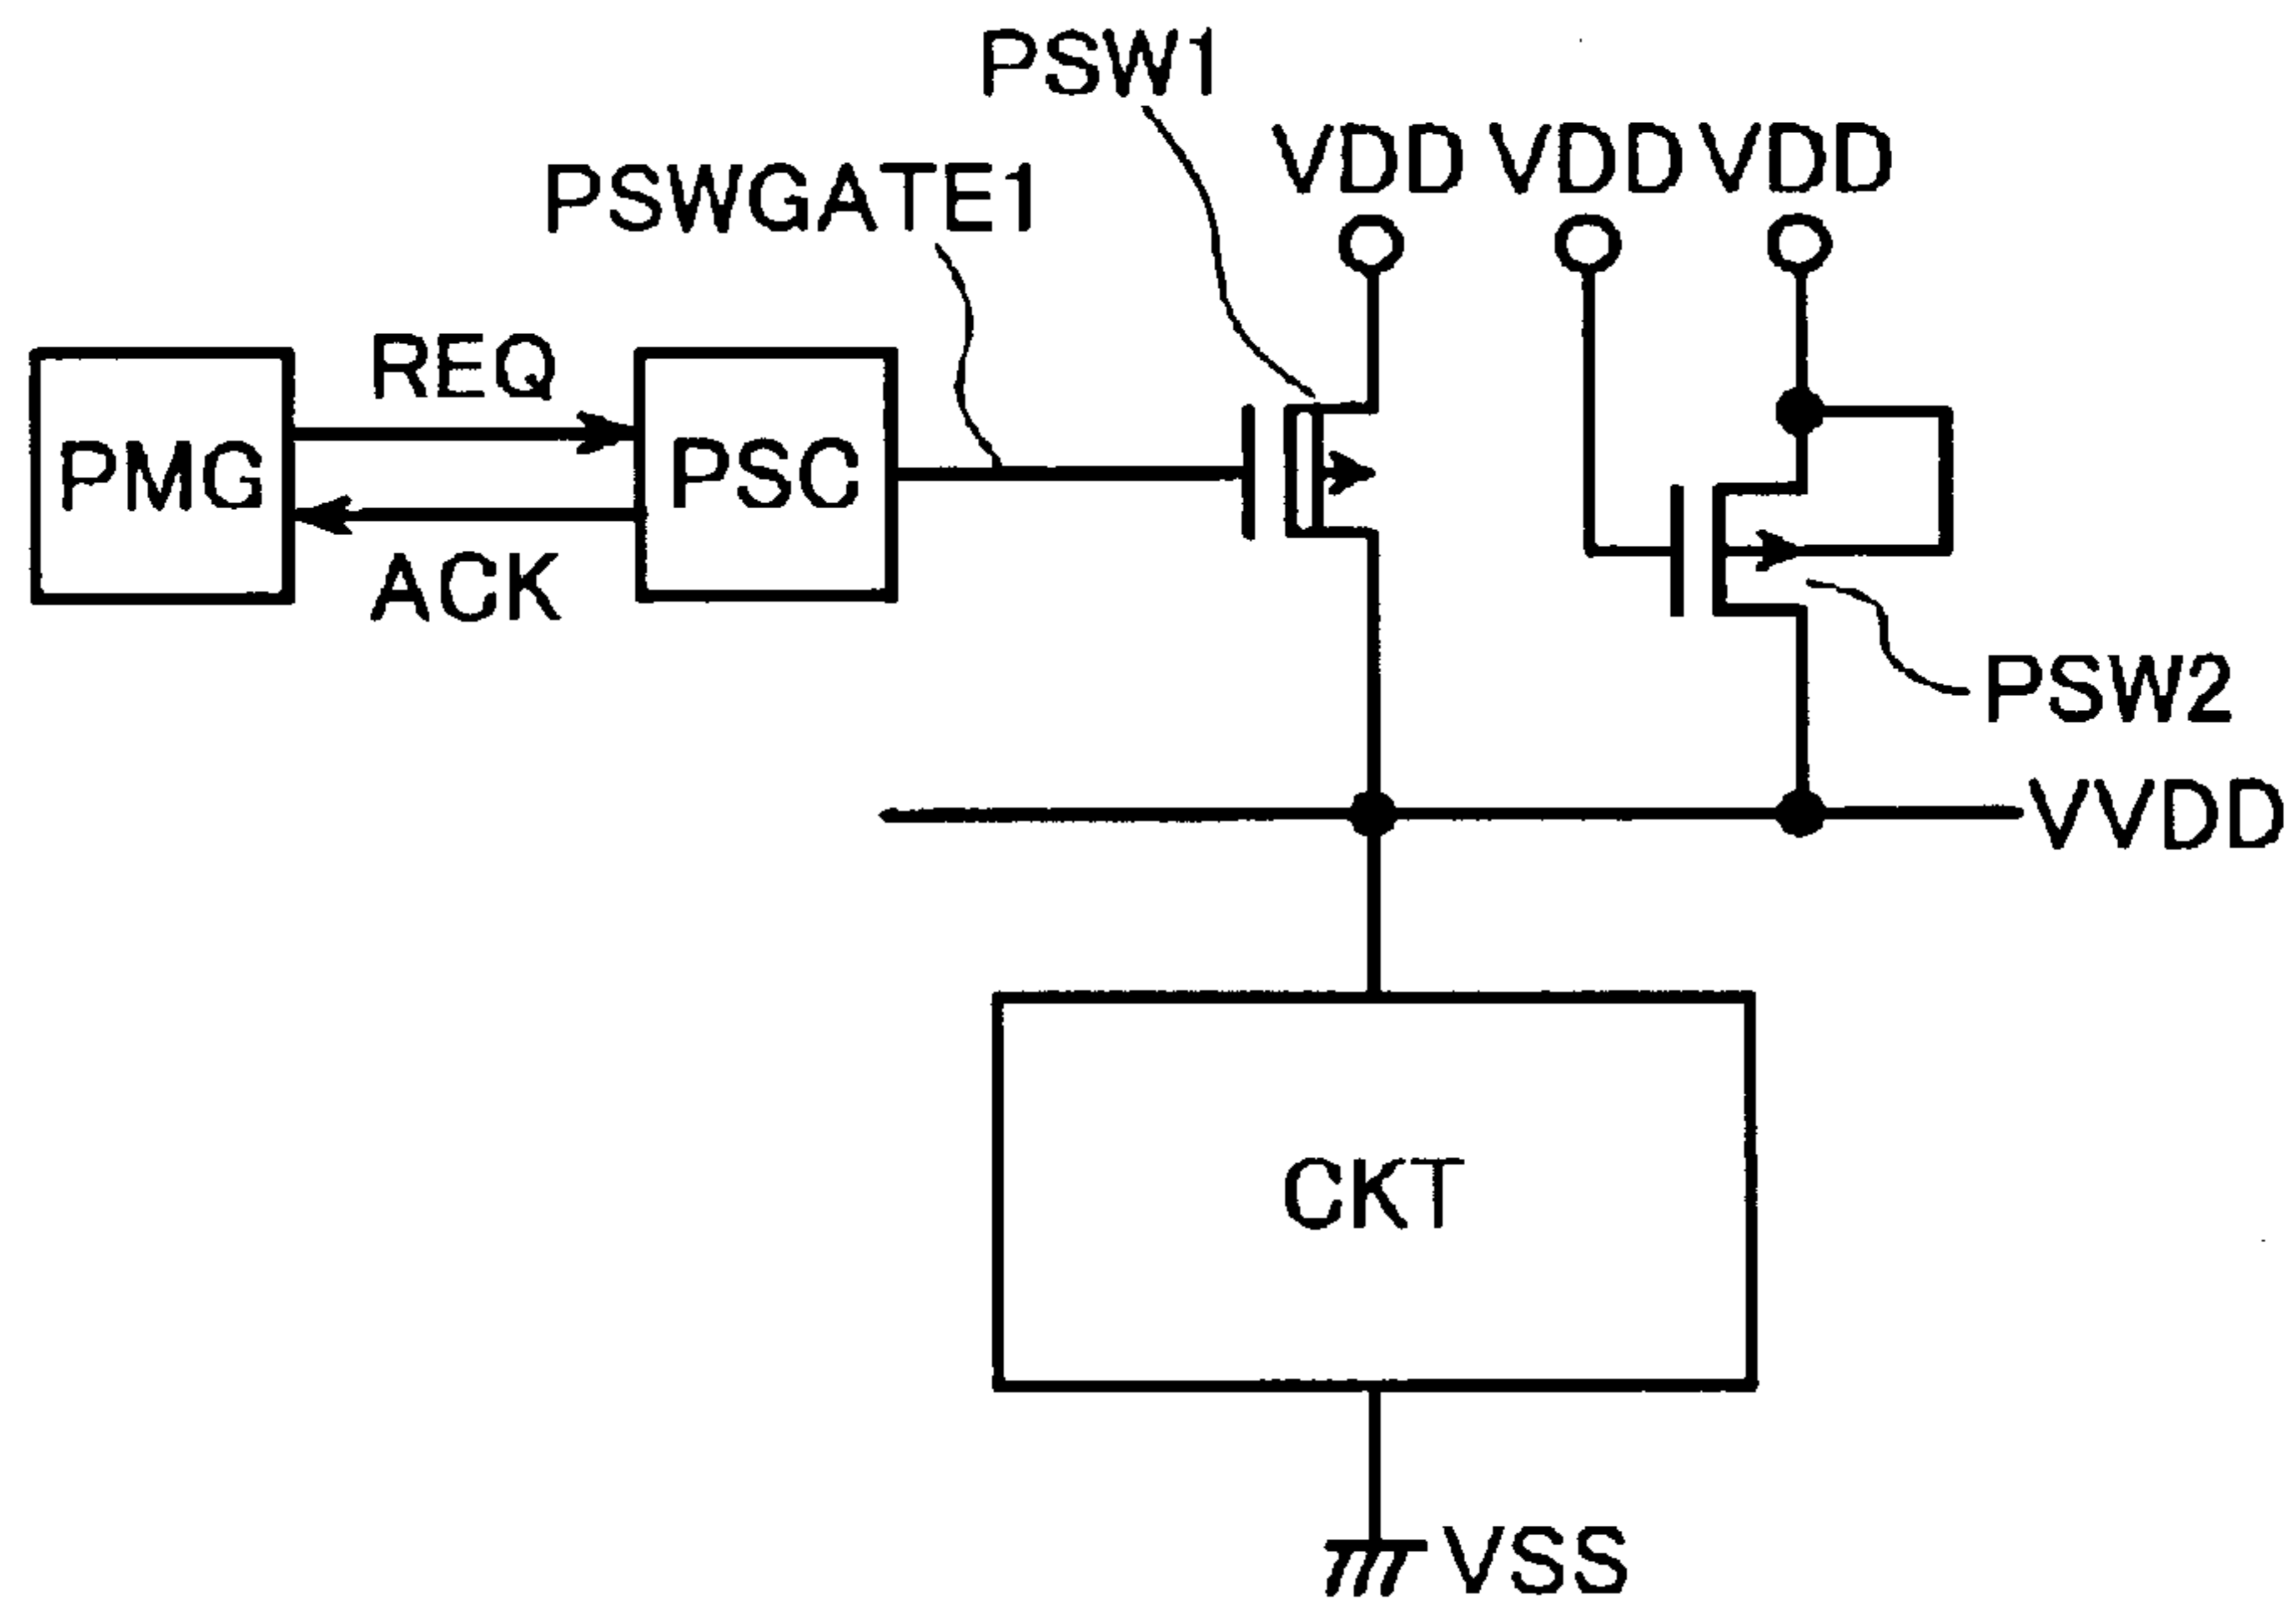 PSW1
VDD VDD VDD
PSWGATE1
REQ
PMG
PSC
ACK
PSW2
VVDD
CKT
VSS